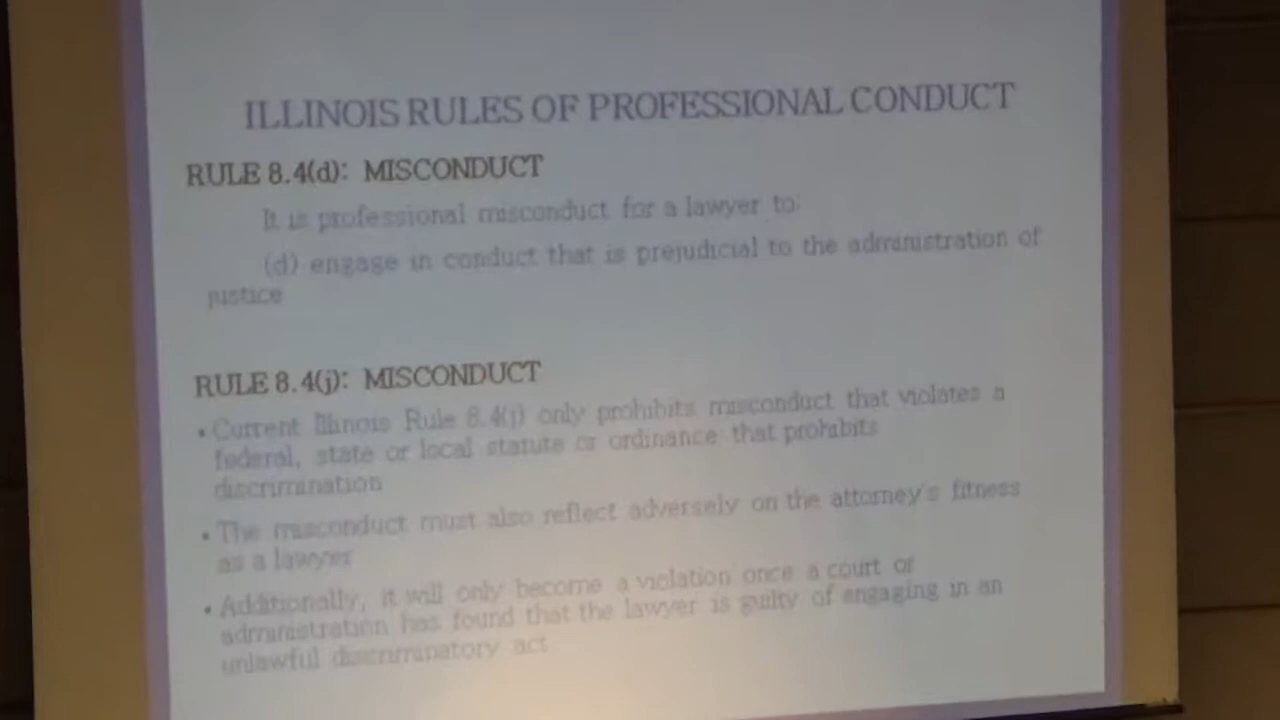 ILLINOIS RULES OF PROFESSIONAL CONDUCT
RULE 8.4(d): MISCONDUCT
It is professional misconduct for a lawyer to:
(d) engage in conduct that is prejudicial to the administration of
justice
RULE 8.4(j): MISCONDUCT
• Current Illinois Rule 8.4(j) only prohibits misconduct that violates a
federal, state or local statute or ordinance that prohibits
discrimination
• The misconduct must also reflect adversely on the attorney's fitness
as a lawyer
• Additionally, it will only become a violation once a court or
administration has found that the lawyer is guilty of engaging in an
unlawful discriminatory act